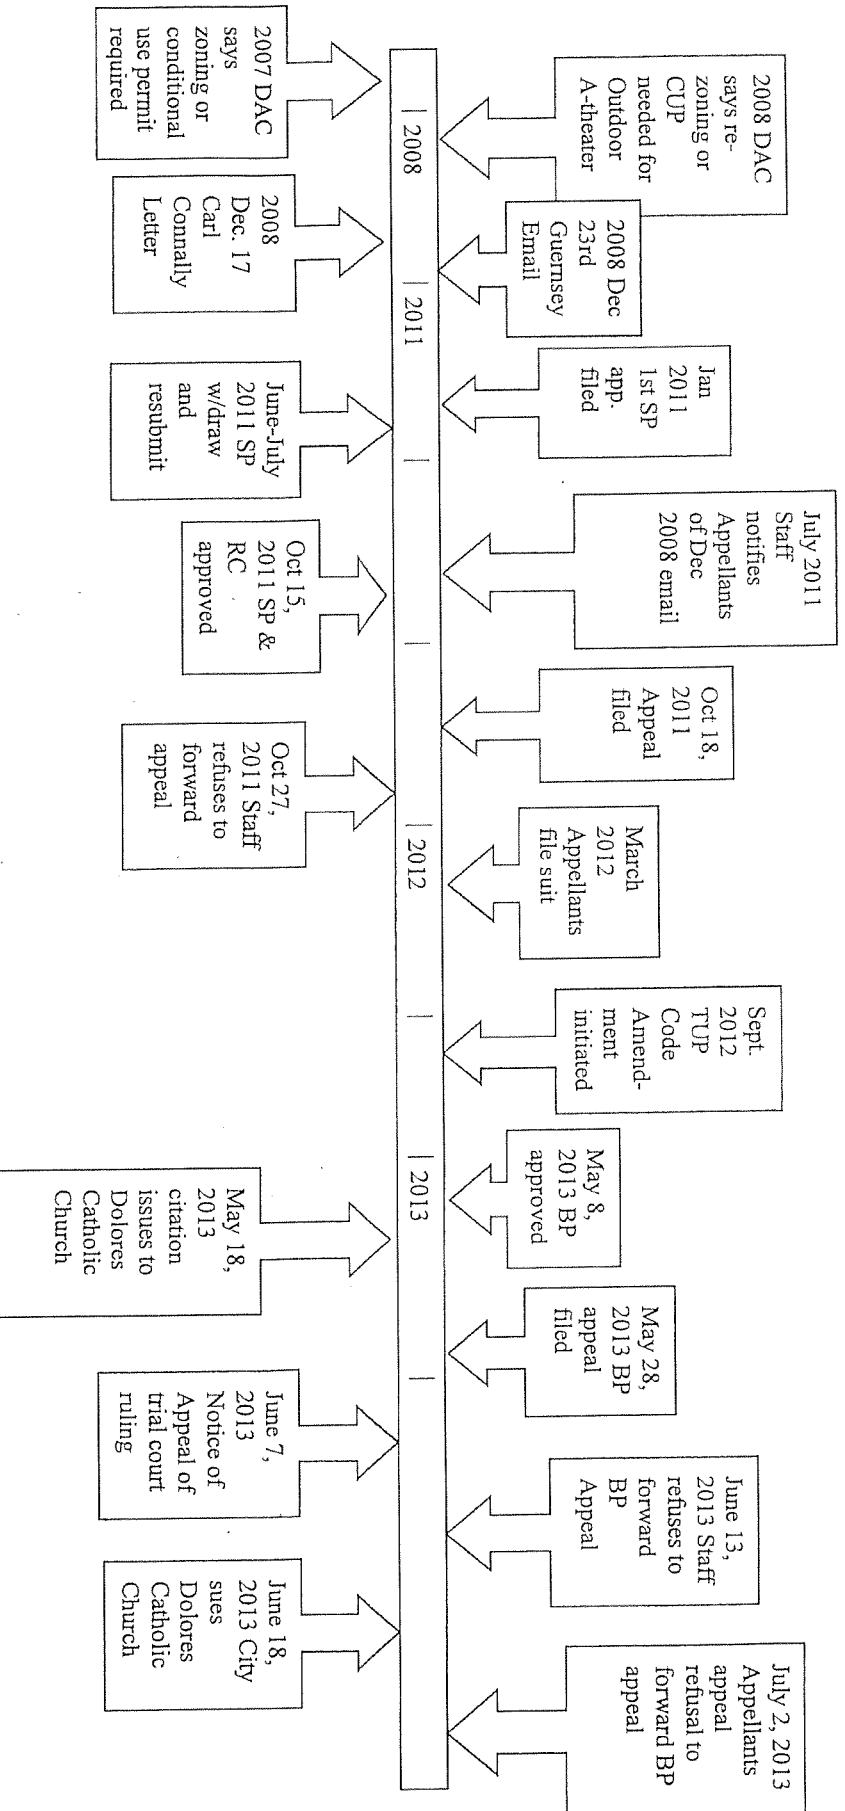 2008 DAC
says re-
zoning or
CUP
needed for
Outdoor
A-theater
2008 Dec
23rd
Guernsey
Email
Jan
2011
1st SP
app.
filed
July 2011
Staff
notifies
Appellants
of Dec
2008 email
Oct 18,
2011
Appeal
filed
March
2012
Appellants
file suit
Sept.
2012
TUP
Code
Amend-
ment
initiated
May 8,
2013 BP
approved
May 28,
2013 BP
appeal
filed
June 13,
2013 Staff
refuses to
forward
BP
Appeal
July 2, 2013
Appellants
appeal
refusal to
forward BP
appeal
2008
2011
2012
2013
2007 DAC
says
zoning or
conditional
use permit
required
2008
Dec. 17
Carl
Connally
Letter
June-July
2011 SP
w/draw
and
resubmit
Oct 15,
2011 SP &
RC
approved
Oct 27,
2011 Staff
refuses to
forward
appeal
May 18,
2013
citation
issues to
Dolores
Catholic
Church
June 7,
2013
Notice of
Appeal of
trial court
ruling
June 18,
2013 City
sues
Dolores
Catholic
Church